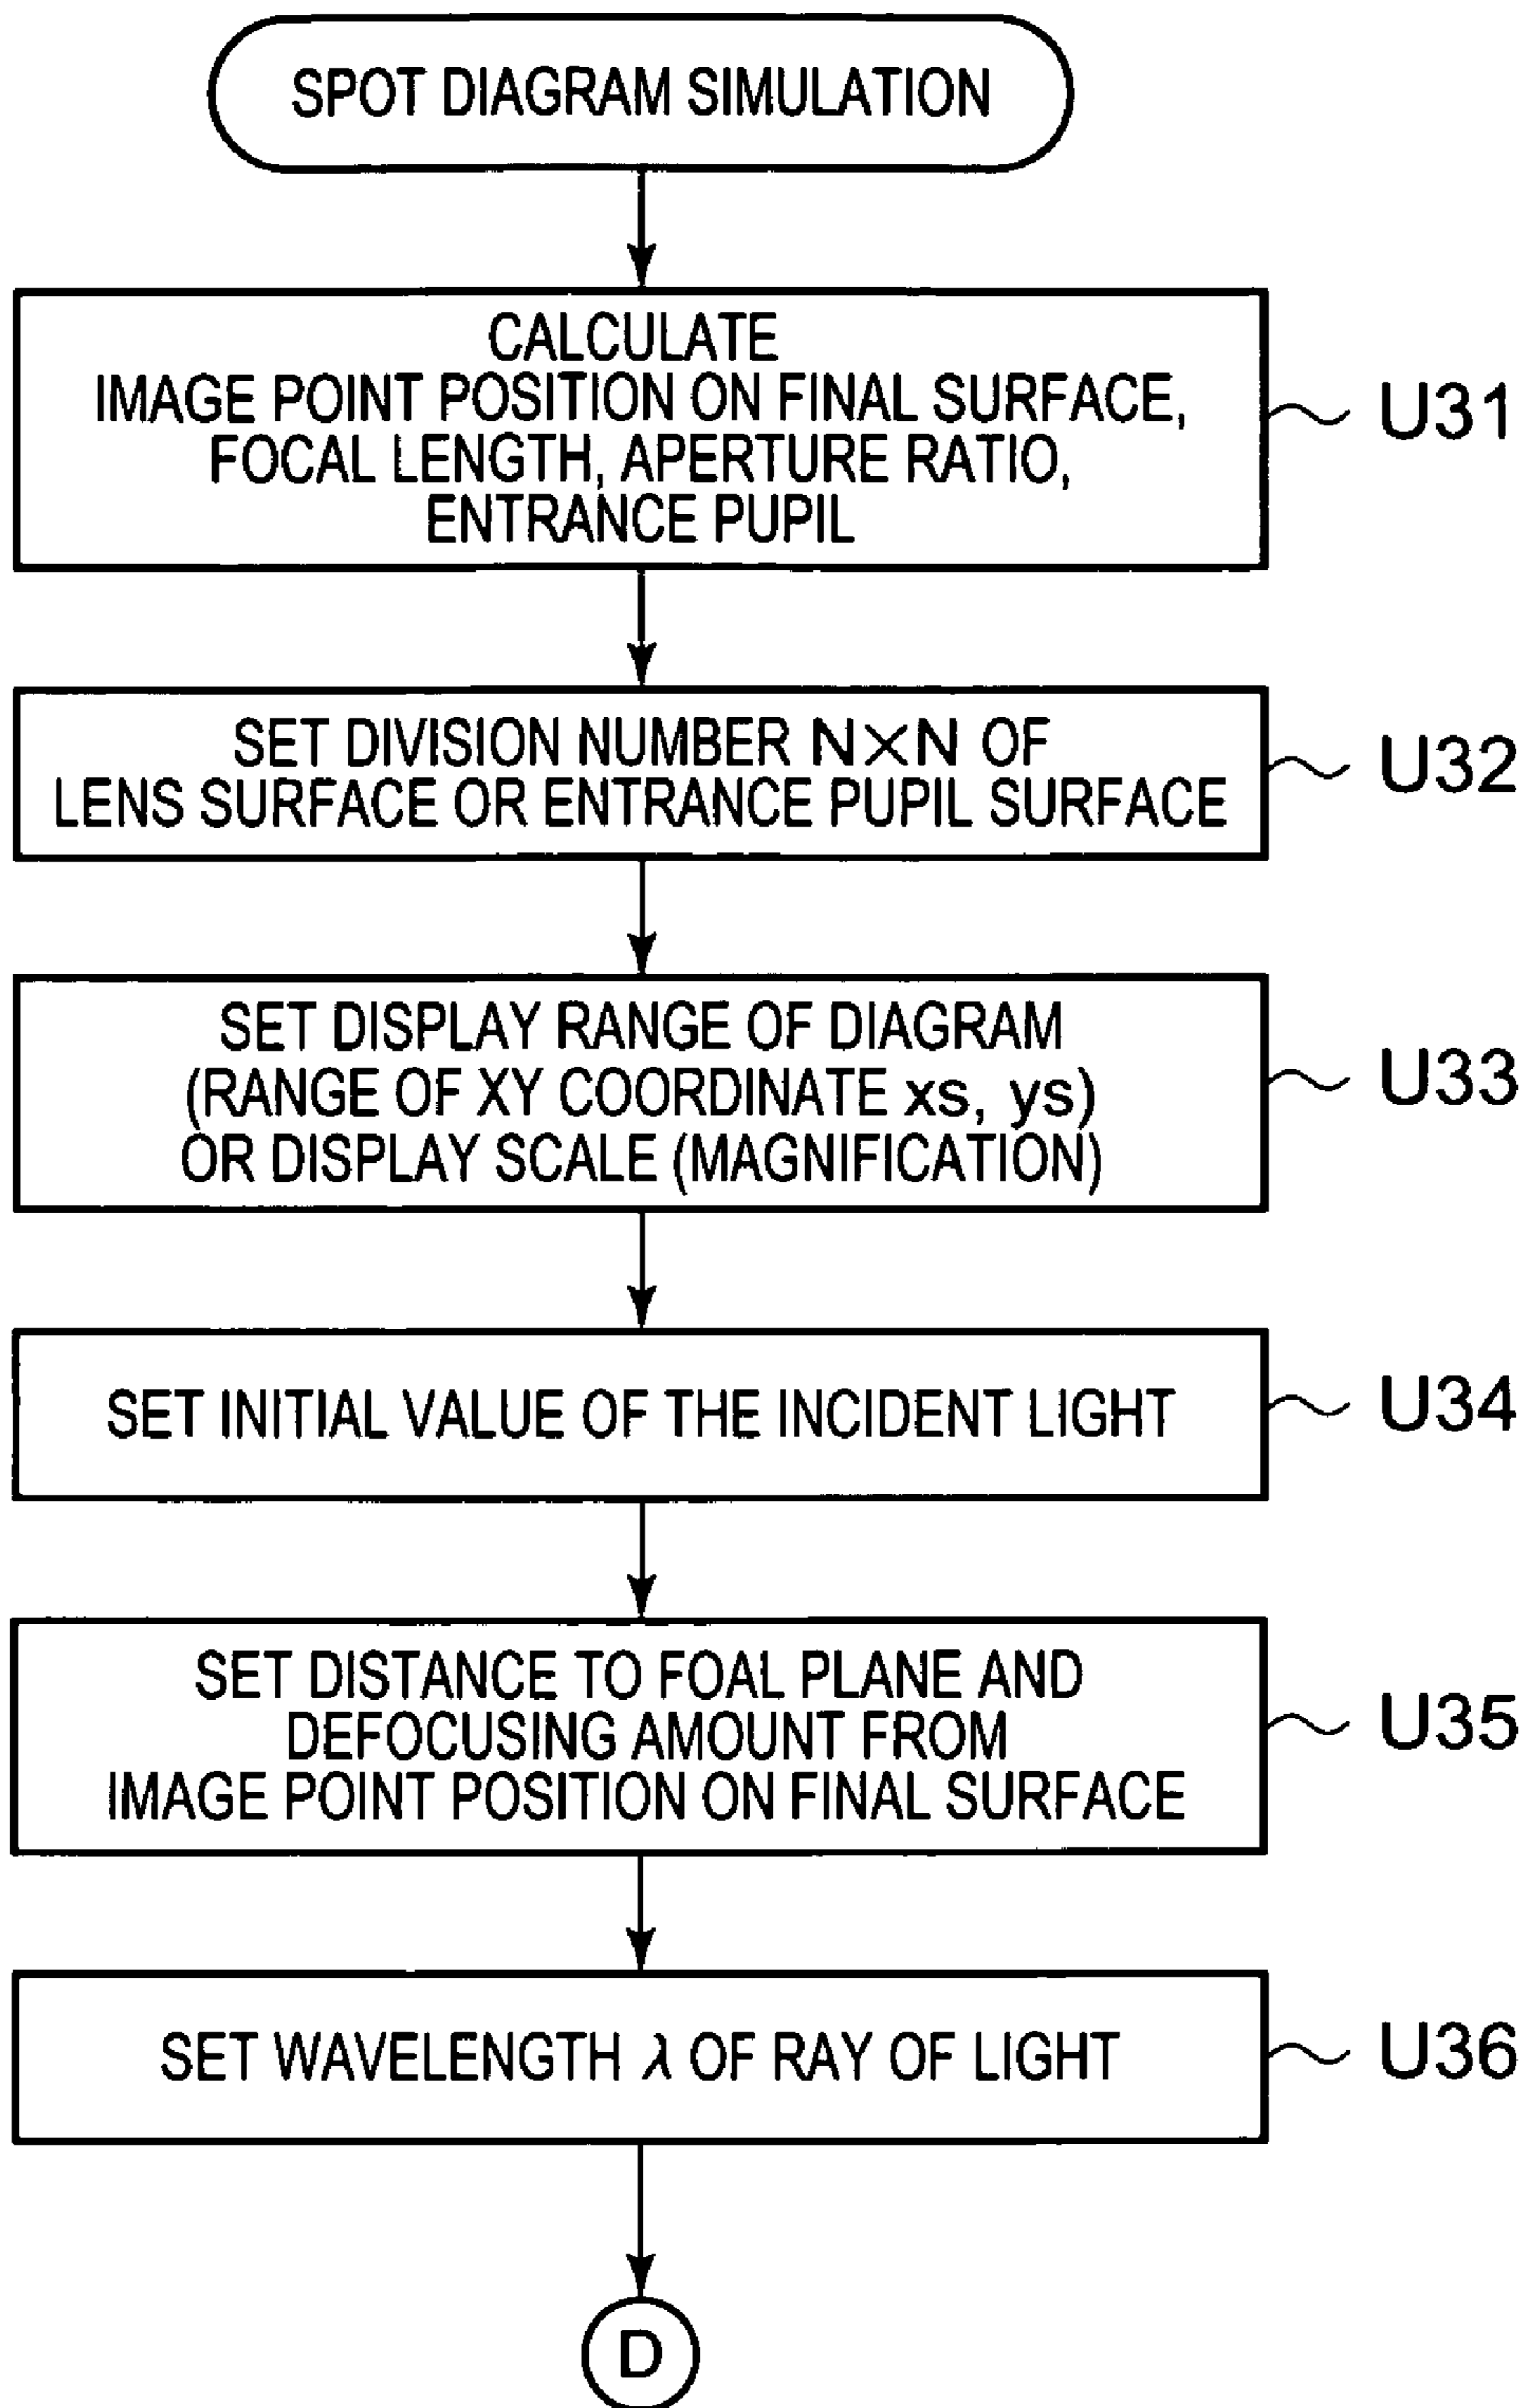 SPOT DIAGRAM SIMULATION
CALCULATE
IMAGE POINT POSITION ON FINAL SURFACE,
FOCAL LENGTH, APERTURE RATIO,
ENTRANCE PUPIL
U31
SET DIVISION NUMBER N×N OF
LENS SURFACE OR ENTRANCE PUPIL SURFACE
U32
SET DISPLAY RANGE OF DIAGRAM
(RANGE OF XY COORDINATE xs, ys)
OR DISPLAY SCALE (MAGNIFICATION)
U33
SET INITIAL VALUE OF THE INCIDENT LIGHT
U34
SET DISTANCE TO FOAL PLANE AND
DEFOCUSING AMOUNT FROM
IMAGE POINT POSITION ON FINAL SURFACE
U35
SET WAVELENGTH λ OF RAY OF LIGHT
U36
D